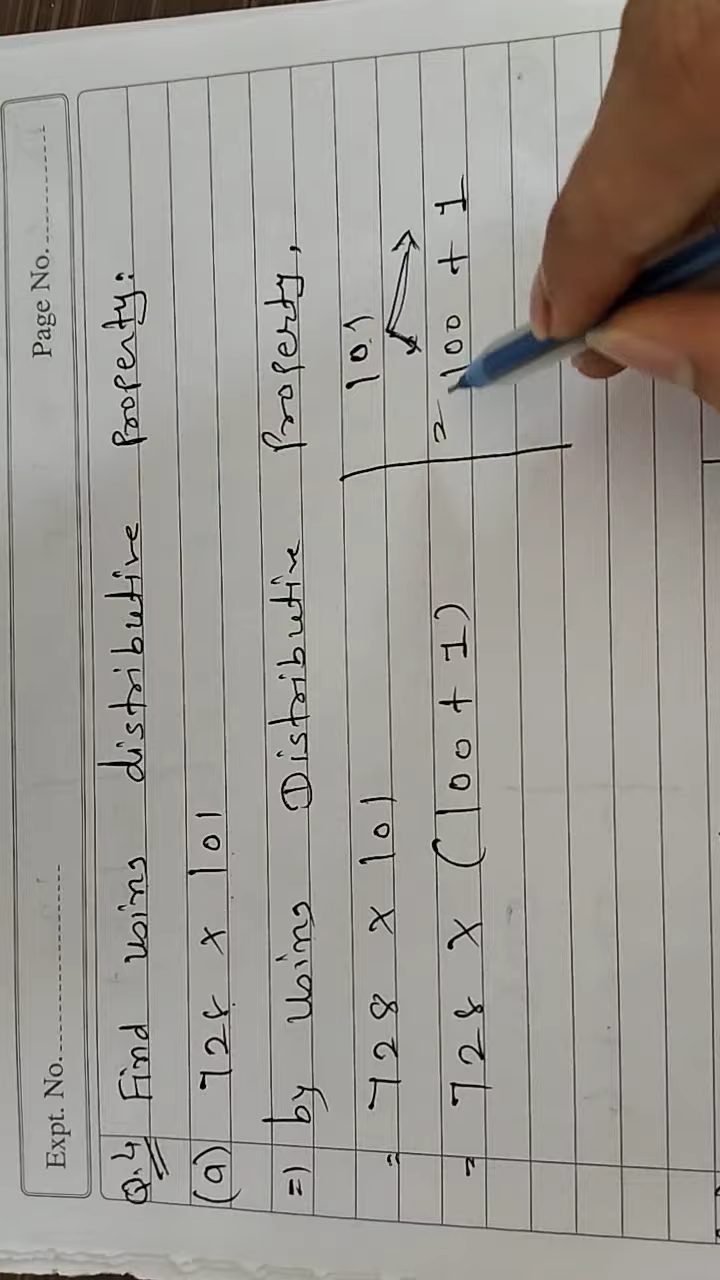 Expt. No. Page No.
Q.4 Find using distributive property:
(a) 728 x 101
=) by using Distributive Property,
= 728 x 101 101
= 728 x (100 + 1) = 100 + 1